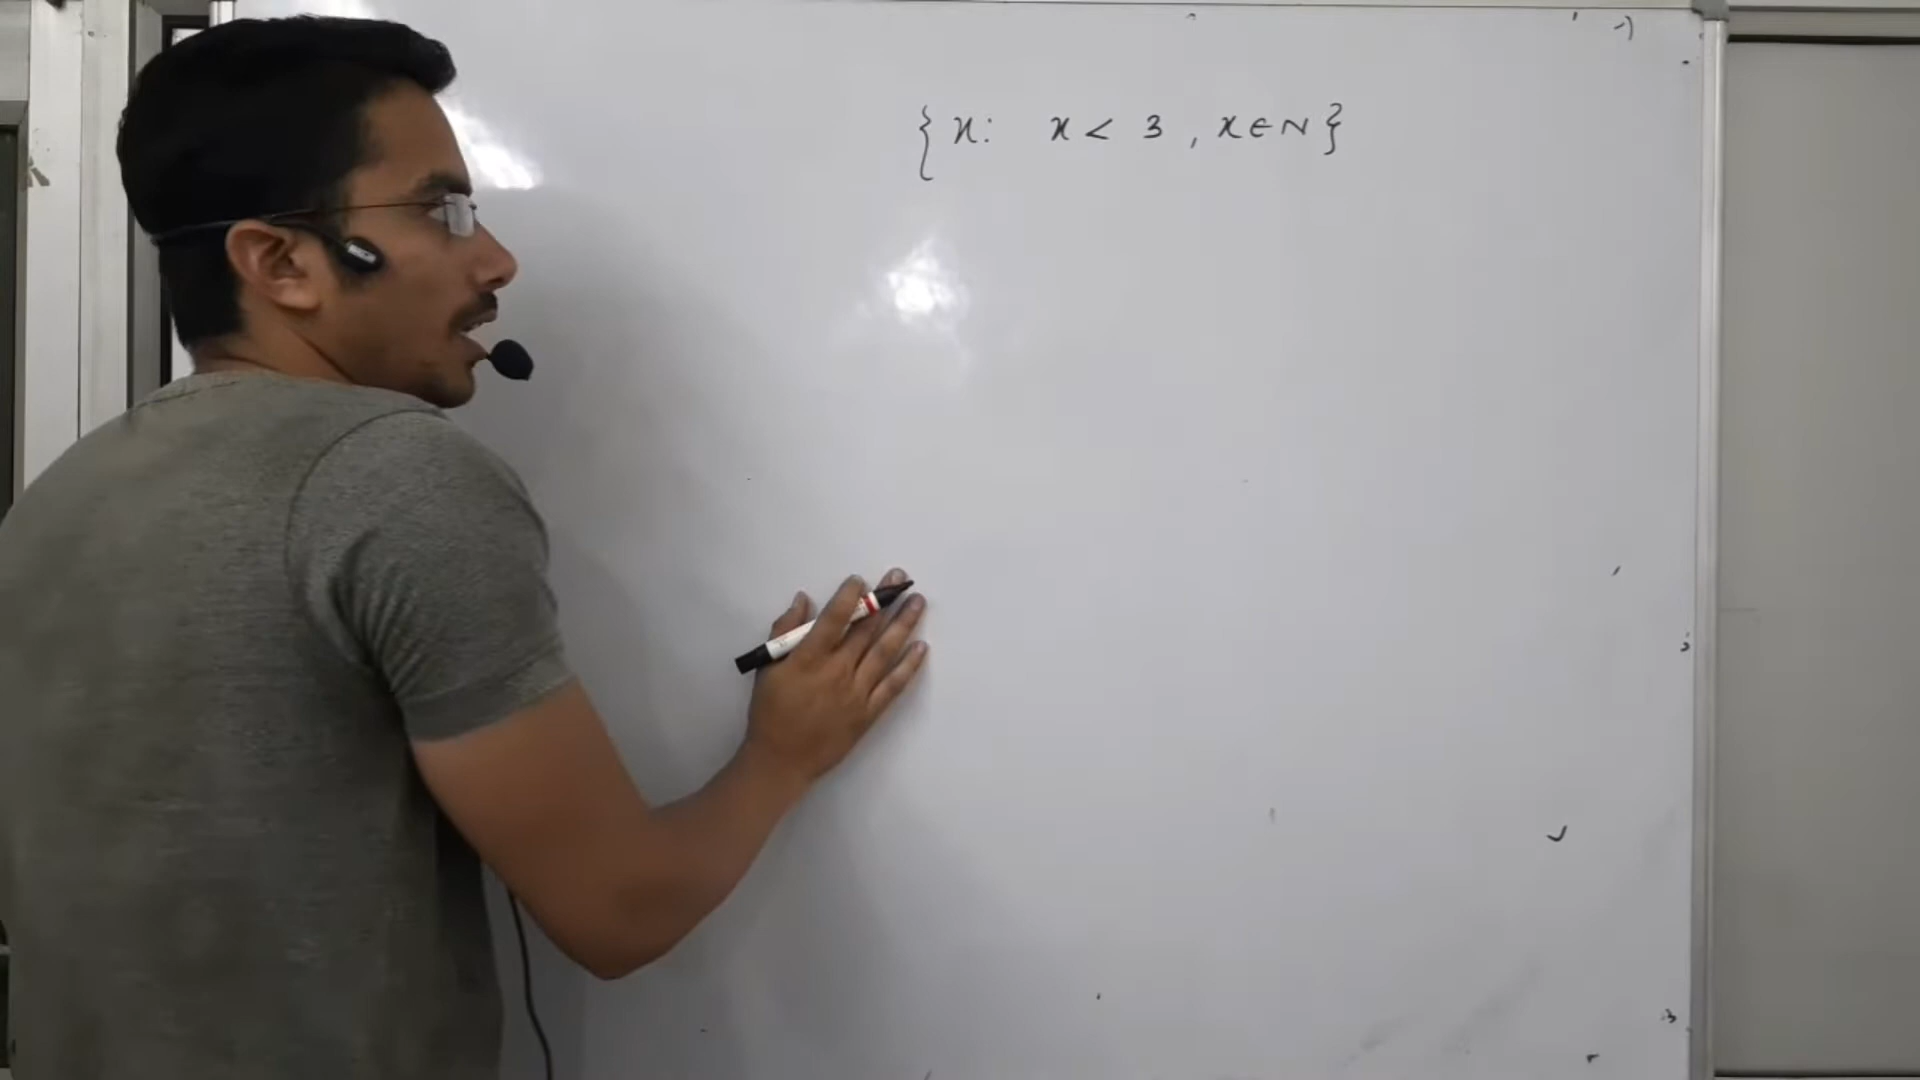 { x: x < 3 , x ∈ N }